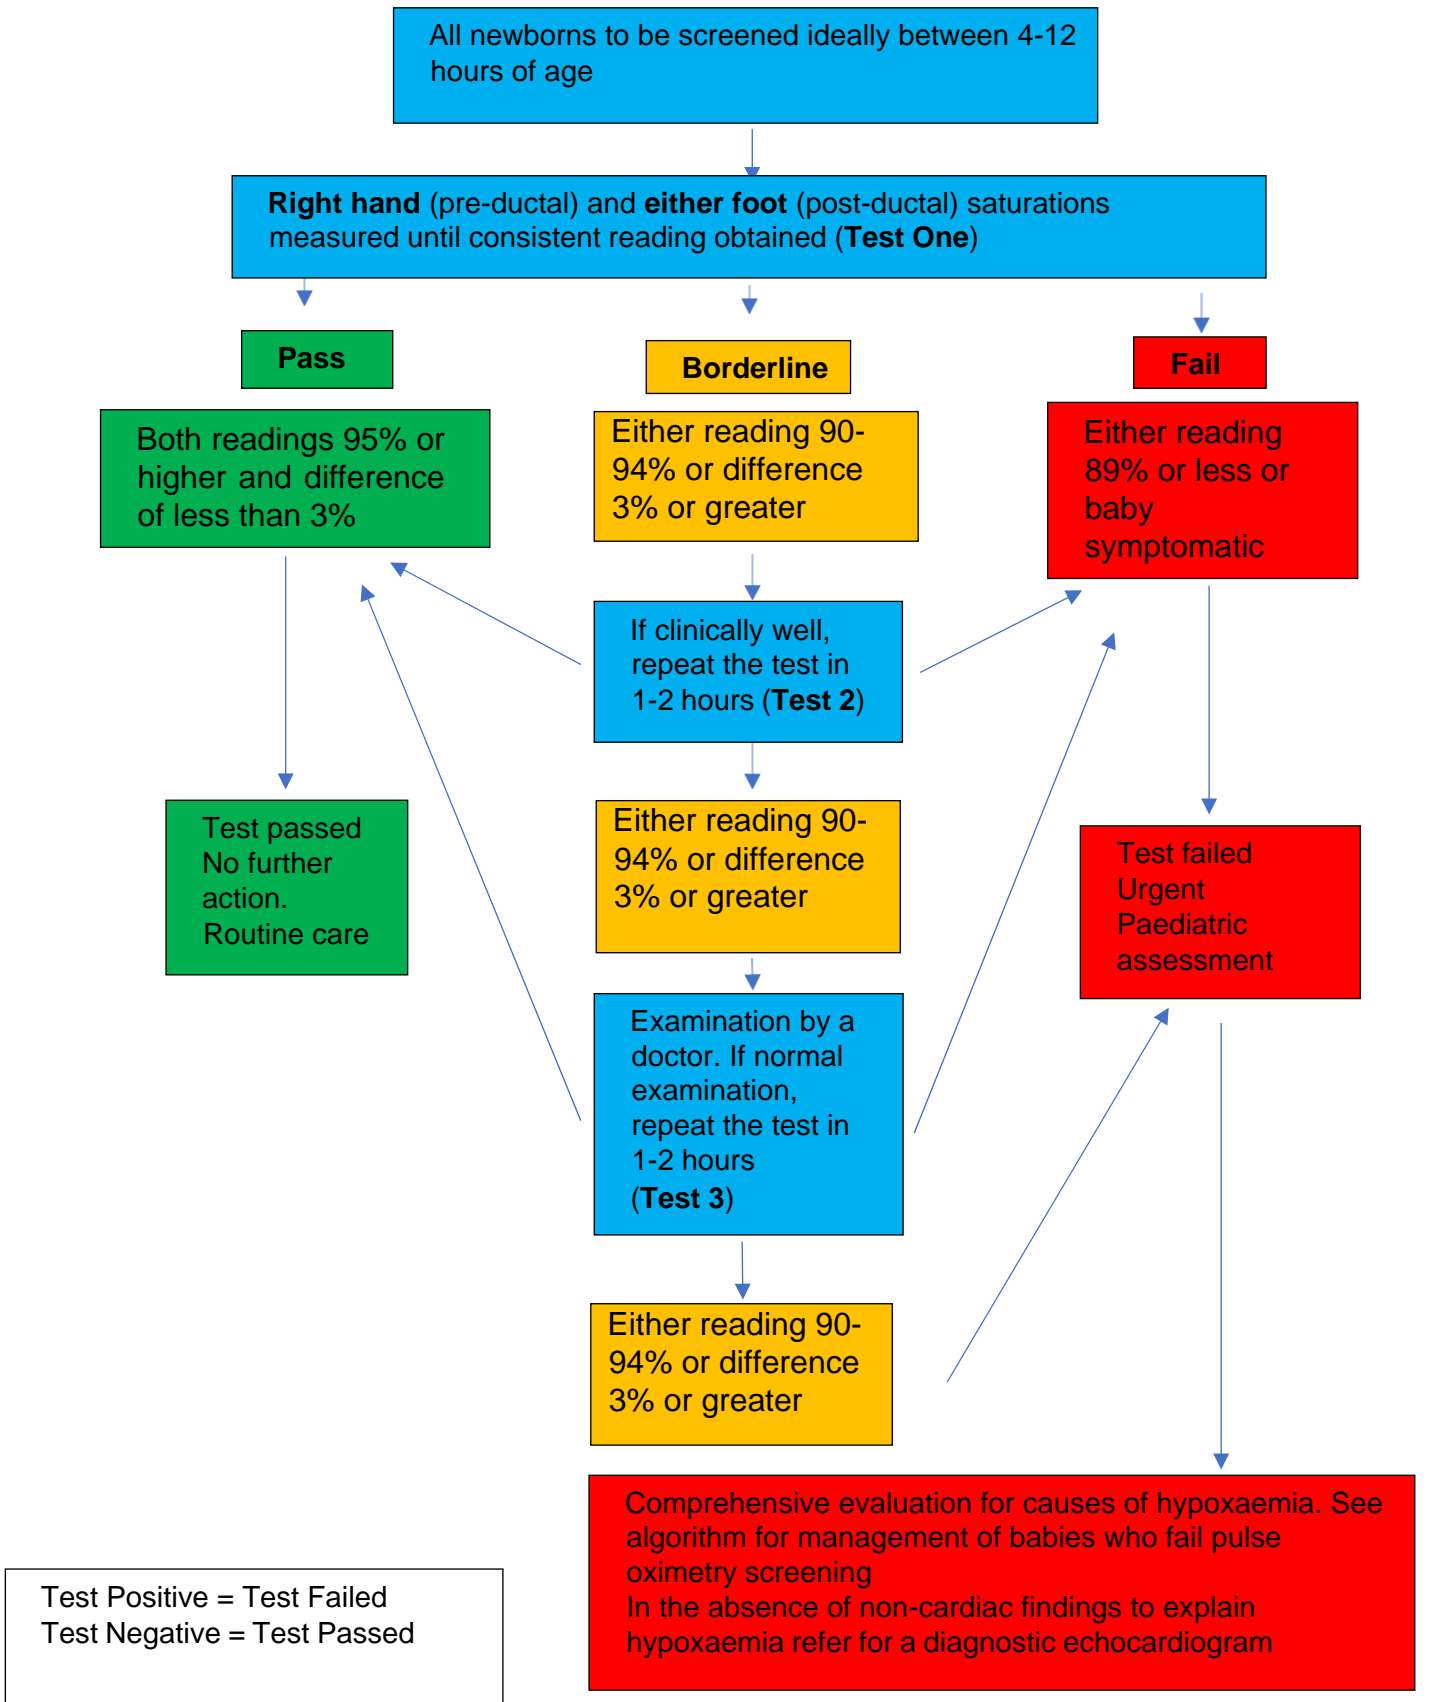 All newborns to be screened ideally between 4-12
hours of age
Right hand (pre-ductal) and either foot (post-ductal) saturations
measured until consistent reading obtained (Test One)
Pass
Borderline
Fail
Both readings 95% or
higher and difference
of less than 3%
Either reading 90-
94% or difference
3% or greater
Either reading
89% or less or
baby
symptomatic
If clinically well,
repeat the test in
1-2 hours (Test 2)
Test passed
No further
action.
Routine care
Either reading 90-
94% or difference
3% or greater
Test failed
Urgent
Paediatric
assessment
Examination by a
doctor. If normal
examination,
repeat the test in
1-2 hours
(Test 3)
Either reading 90-
94% or difference
3% or greater
Comprehensive evaluation for causes of hypoxaemia. See
algorithm for management of babies who fail pulse
oximetry screening
In the absence of non-cardiac findings to explain
hypoxaemia refer for a diagnostic echocardiogram
Test Positive = Test Failed
Test Negative = Test Passed